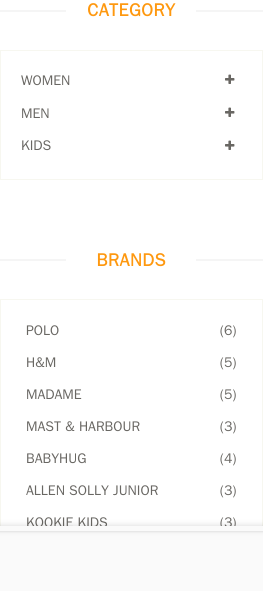 CATEGORY
WOMEN +
MEN +
KIDS +
BRANDS
POLO (6)
H&M (5)
MADAME (5)
MAST & HARBOUR (3)
BABYHUG (4)
ALLEN SOLLY JUNIOR (3)
KOOKIE KIDS (3)